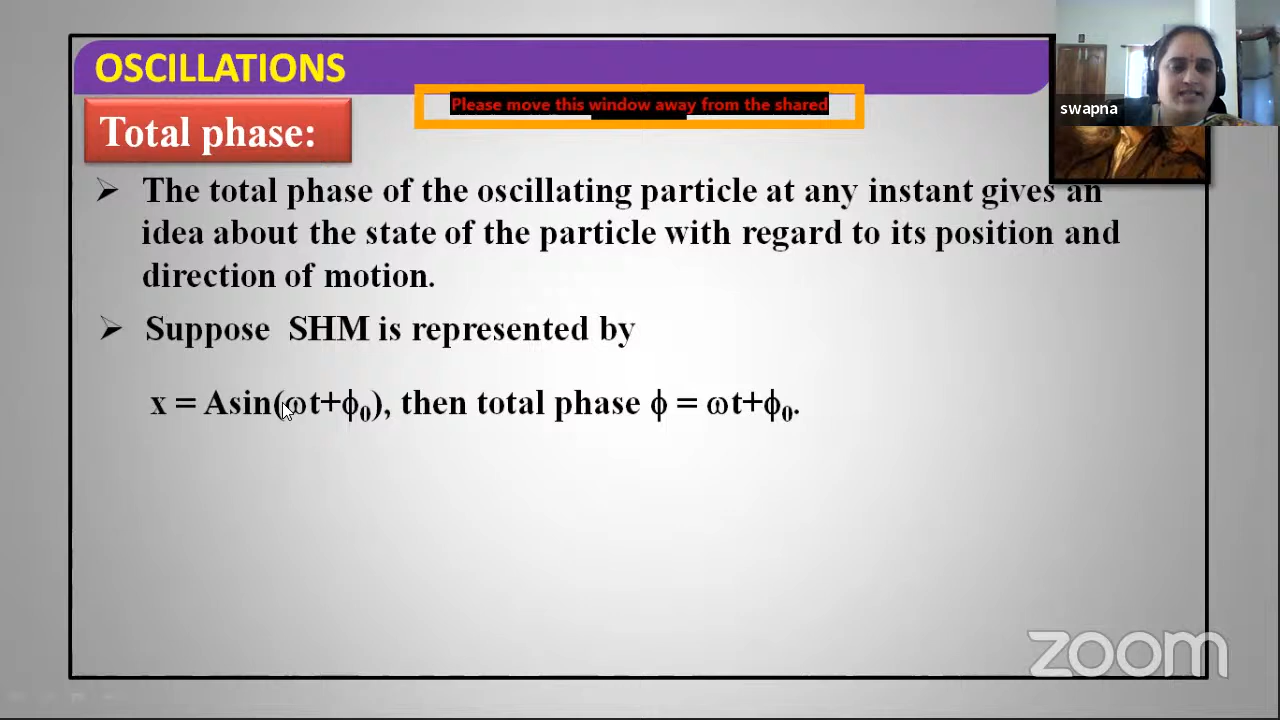 OSCILLATIONS
Please move this window away from the shared
swapna
Total phase:
➢ The total phase of the oscillating particle at any instant gives an
idea about the state of the particle with regard to its position and
direction of motion.
➢ Suppose SHM is represented by
x = Asin(ωt+ϕ₀), then total phase ϕ = ωt+ϕ₀.
zoom